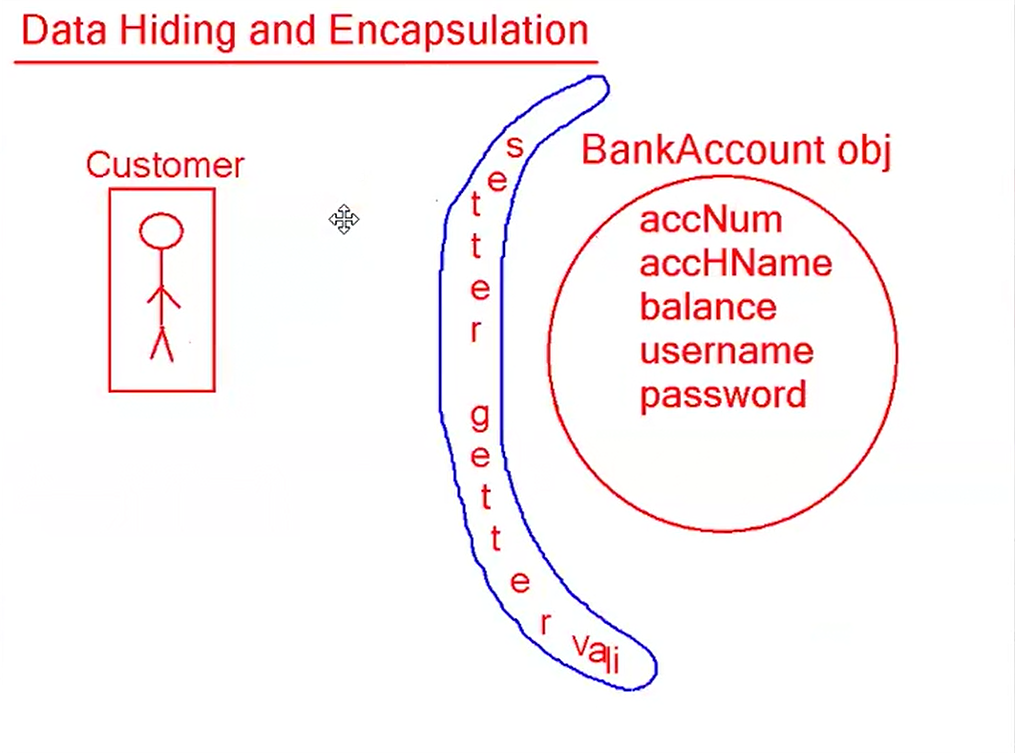 Data Hiding and Encapsulation
Customer
setter getter vali
BankAccount obj
accNum
accHName
balance
username
password